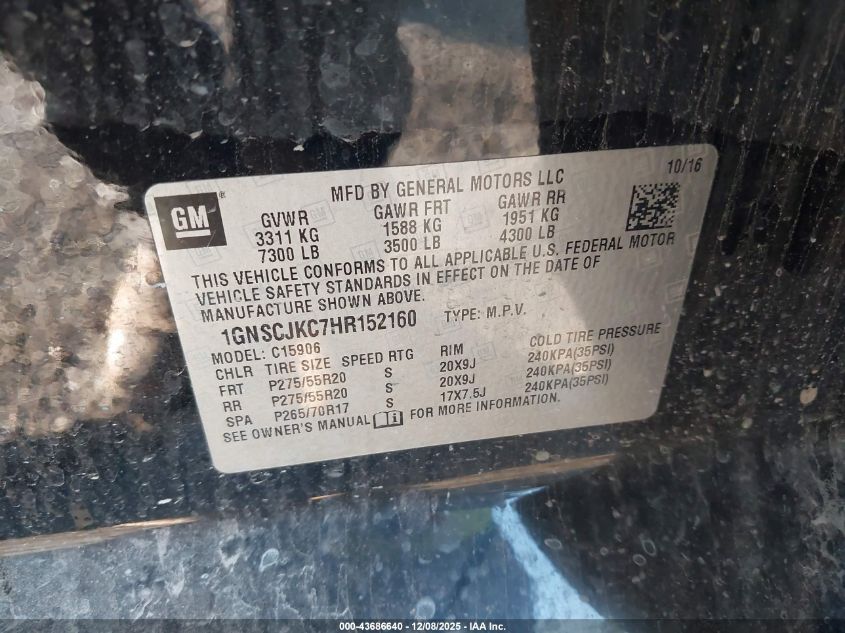 10/16
MFD BY GENERAL MOTORS LLC
GM®
GVWR GAWR FRT GAWR RR
3311 KG 1588 KG 1951 KG
7300 LB 3500 LB 4300 LB
THIS VEHICLE CONFORMS TO ALL APPLICABLE U.S. FEDERAL MOTOR
VEHICLE SAFETY STANDARDS IN EFFECT ON THE DATE OF
MANUFACTURE SHOWN ABOVE.
1GNSCJKC7HR152160 TYPE: M.P.V.
MODEL: C15906
CHLR TIRE SIZE SPEED RTG RIM COLD TIRE PRESSURE
FRT P275/55R20 S 20X9J 240KPA(35PSI)
RR P275/55R20 S 20X9J 240KPA(35PSI)
SPA P265/70R17 S 17X7.5J 240KPA(35PSI)
SEE OWNER'S MANUAL i FOR MORE INFORMATION.
000-43686640 - 12/08/2025 - IAA Inc.